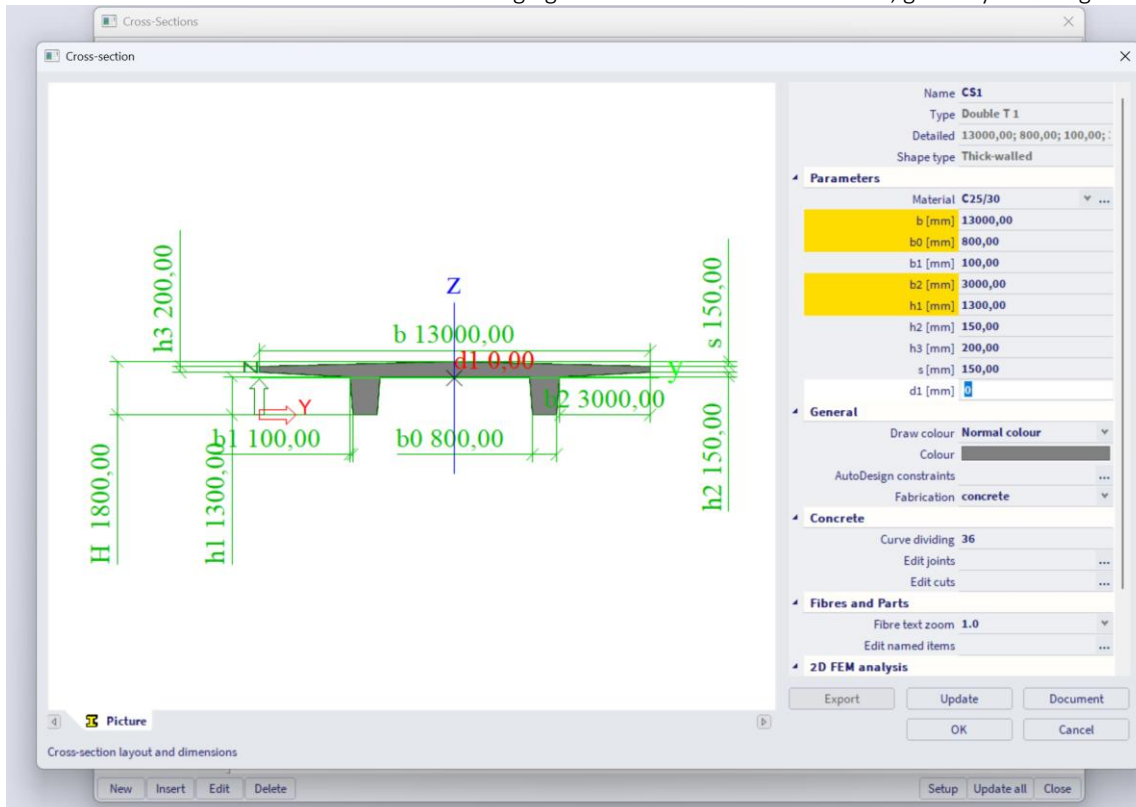 Cross-Sections
Cross-section
Name CS1
Type Double T 1
Detailed 13000,00; 800,00; 100,00;
Shape type Thick-walled
Parameters
Material C25/30 ...
b [mm] 13000,00
b0 [mm] 800,00
b1 [mm] 100,00
b2 [mm] 3000,00
h1 [mm] 1300,00
h2 [mm] 150,00
h3 [mm] 200,00
s [mm] 150,00
d1 [mm] 0
General
Draw colour Normal colour
Colour
AutoDesign constraints ...
Fabrication concrete
Concrete
Curve dividing 36
Edit joints ...
Edit cuts ...
Fibres and Parts
Fibre text zoom 1.0
Edit named items ...
2D FEM analysis
Export Update Document
OK Cancel
h3 200,00
z
b 13000,00
s 150,00
d1 0,00
y
Z
Y
b2 3000,00
b1 100,00
b0 800,00
H 1800,00
h1 1300,00
h2 150,00
Picture
Cross-section layout and dimensions
New Insert Edit Delete Setup Update all Close